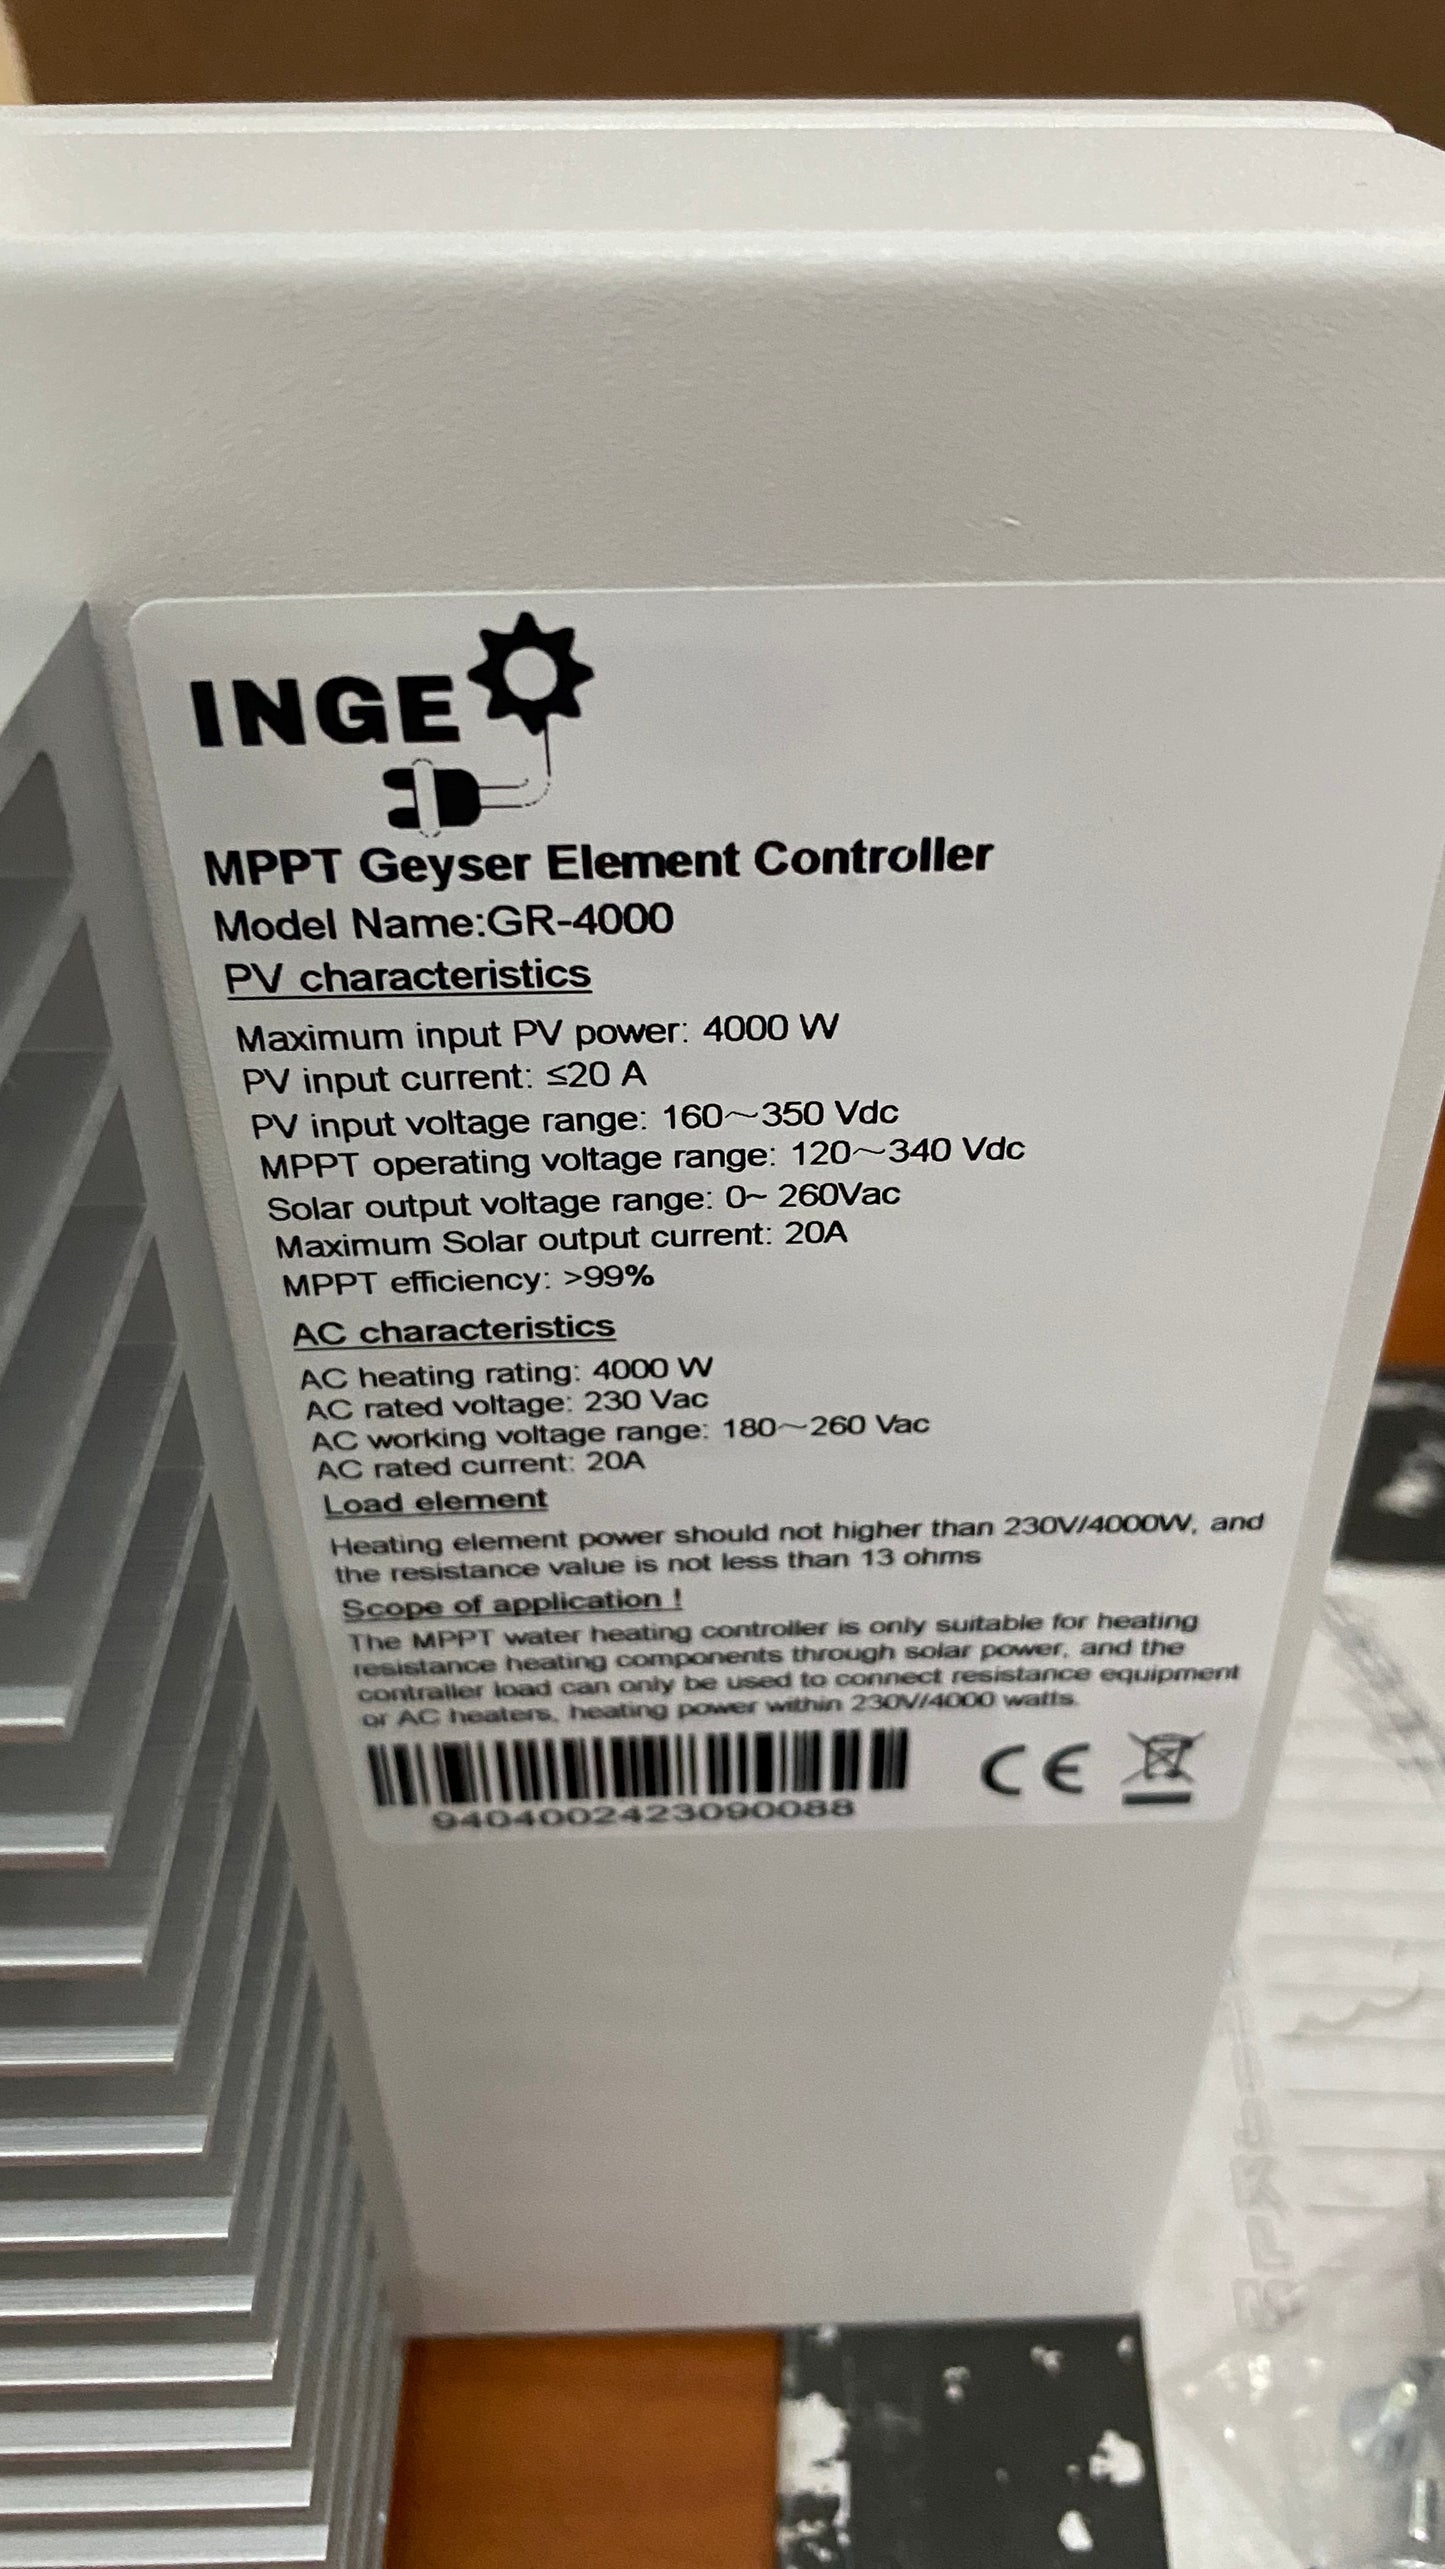 INGE
MPPT Geyser Element Controller
Model Name:GR-4000
PV characteristics
Maximum input PV power: 4000 W
PV input current: ≤20 A
PV input voltage range: 160～350 Vdc
MPPT operating voltage range: 120～340 Vdc
Solar output voltage range: 0~ 260Vac
Maximum Solar output current: 20A
MPPT efficiency: >99%
AC characteristics
AC heating rating: 4000 W
AC rated voltage: 230 Vac
AC working voltage range: 180～260 Vac
AC rated current: 20A
Load element
Heating element power should not higher than 230V/4000W, and
the resistance value is not less than 13 ohms
Scope of application !
The MPPT water heating controller is only suitable for heating
resistance heating components through solar power, and the
controller load can only be used to connect resistance equipment
or AC heaters, heating power within 230V/4000 watts.
9404002423090088
CE